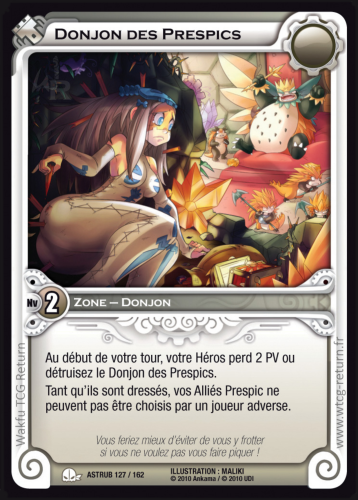 DONJON DES PRESPICS
Nv 2 ZONE – DONJON
Au début de votre tour, votre Héros perd 2 PV ou
détruisez le Donjon des Prespics.
Tant qu'ils sont dressés, vos Alliés Prespic ne
peuvent pas être choisis par un joueur adverse.
Vous feriez mieux d'éviter de vous y frotter
si vous ne voulez pas vous faire piquer !
ASTRUB 127 / 162
ILLUSTRATION : MALIKI
© 2010 Ankama / © 2010 UDI
Wakfu TCG Return
www.wtcg-return.fr